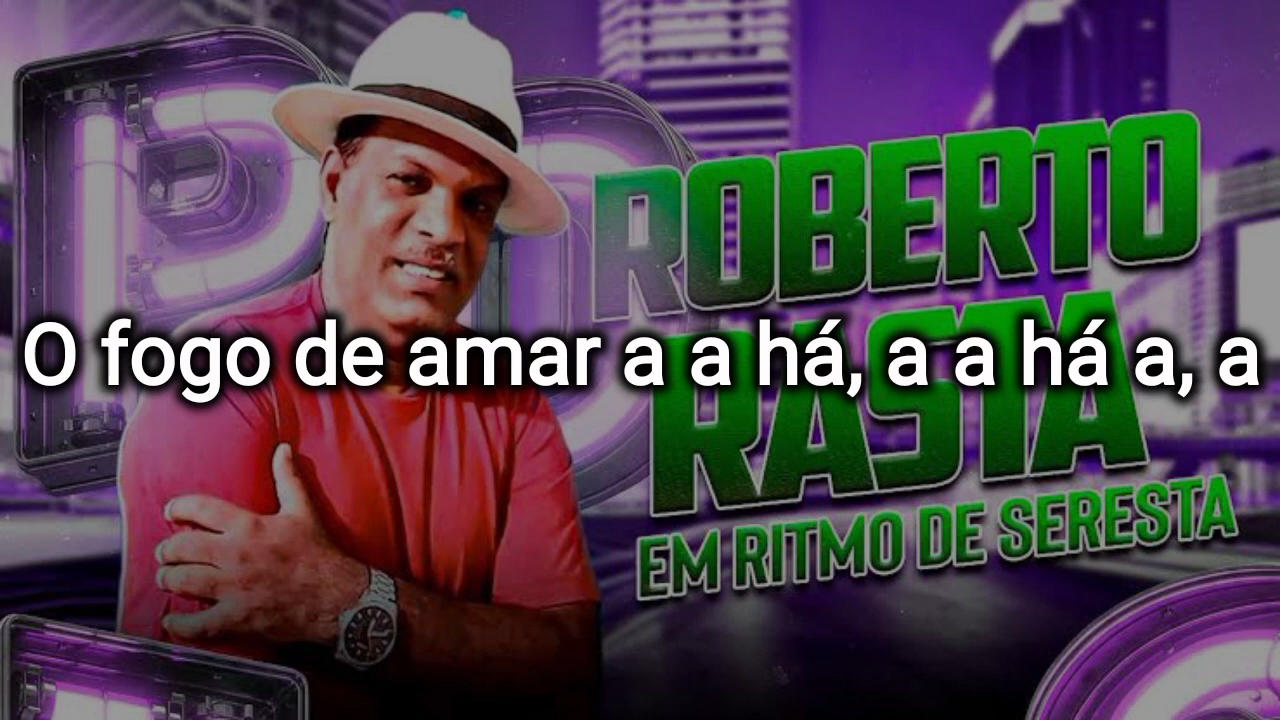 ROBERTO
RASTA
O fogo de amar a a há, a a há a, a
EM RITMO DE SERESTA